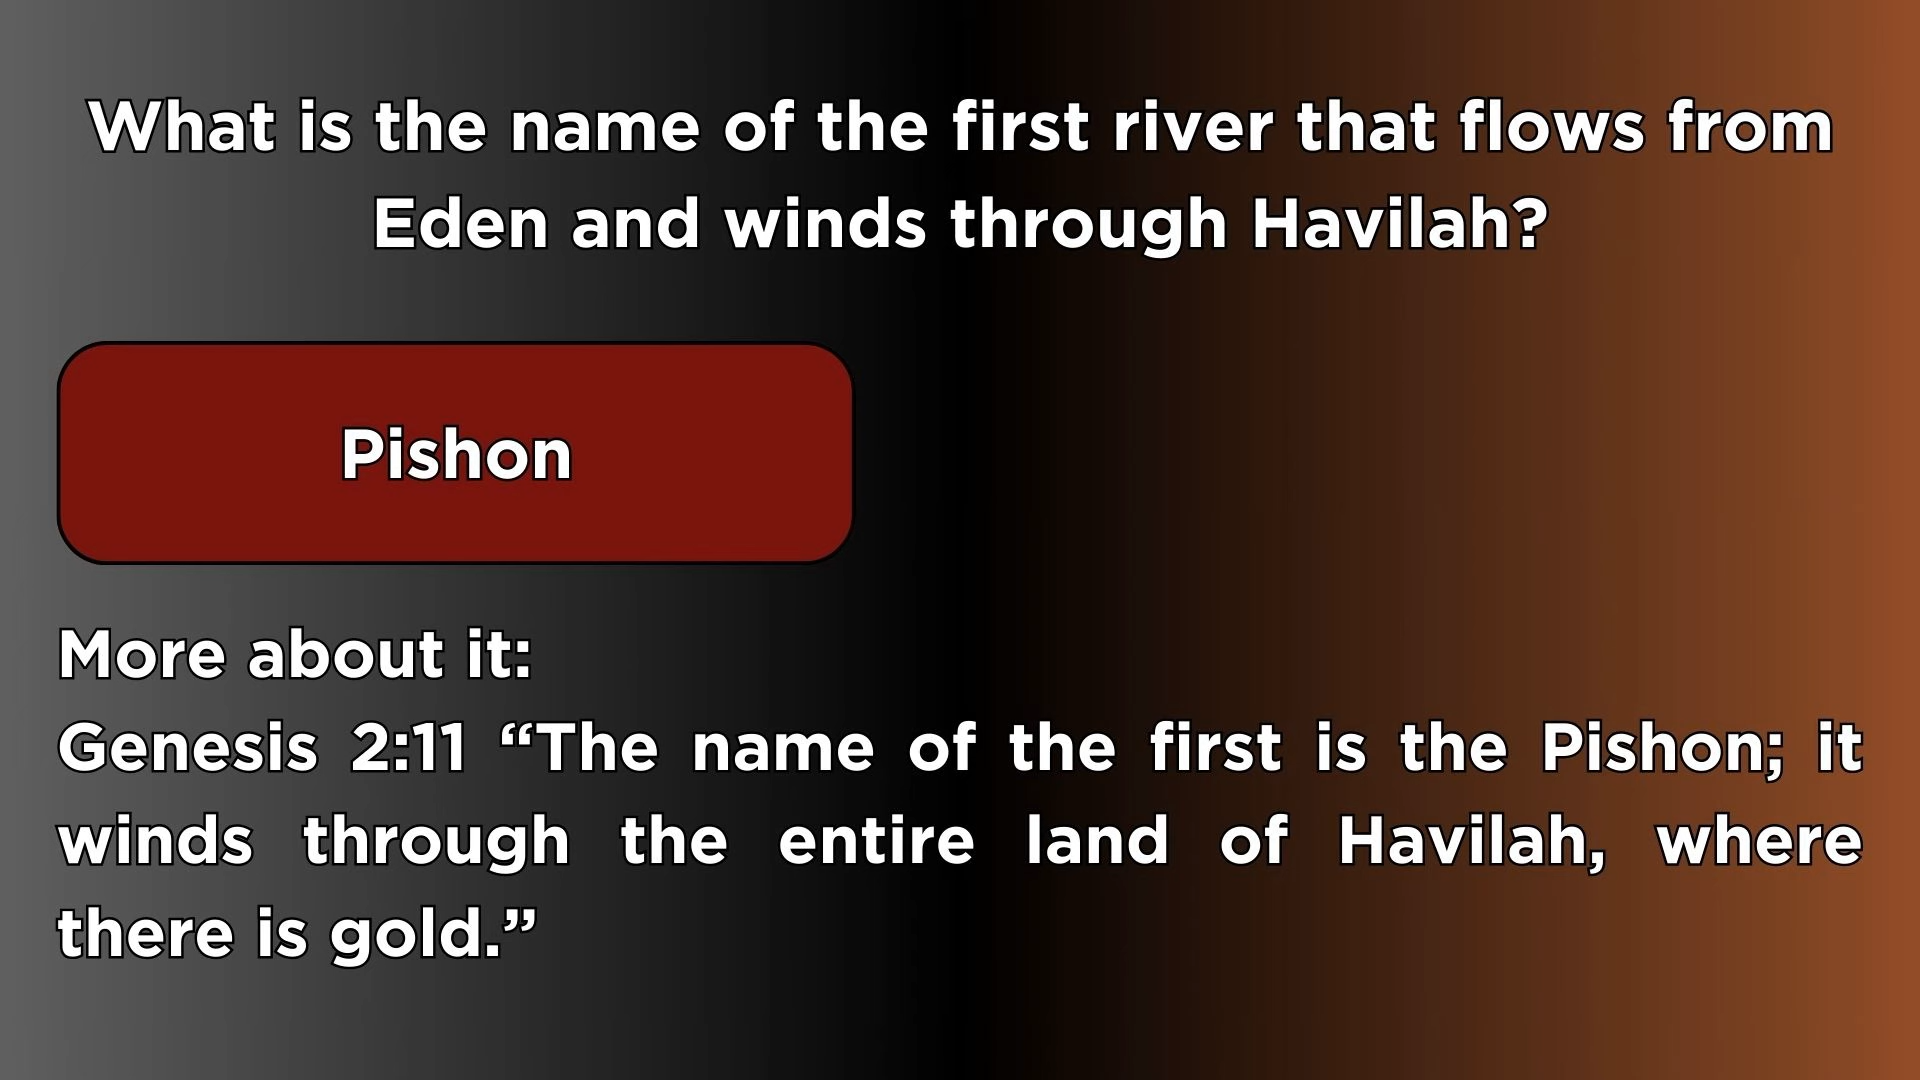 What is the name of the first river that flows from
Eden and winds through Havilah?
Pishon
More about it:
Genesis 2:11 “The name of the first is the Pishon; it
winds through the entire land of Havilah, where
there is gold.”